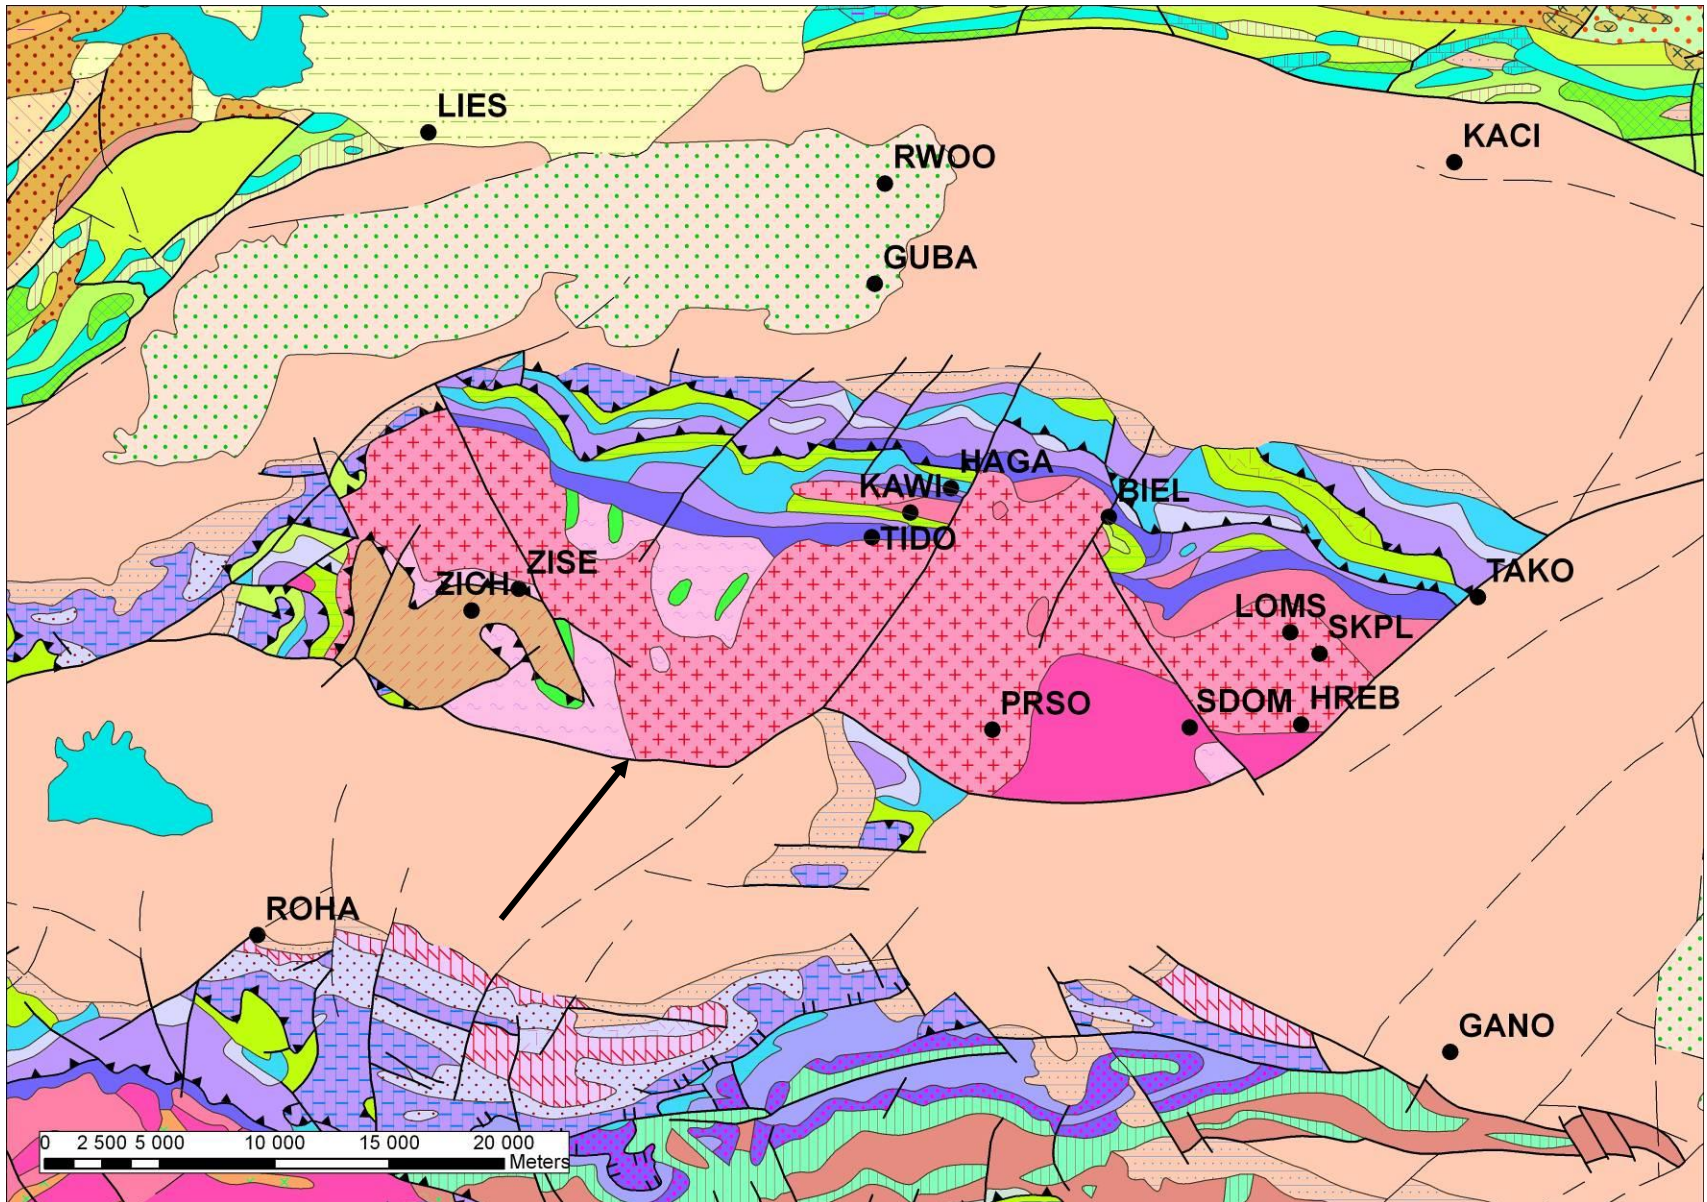 LIES
KACI
RWOO
GUBA
HAGA
KAWI
BIEL
TIDO
ZISE
ZICH
TAKO
LOMS
SKPL
PRSO
SDOM
HREB
ROHA
GANO
0 2 500 5 000 10 000 15 000 20 000
Meters